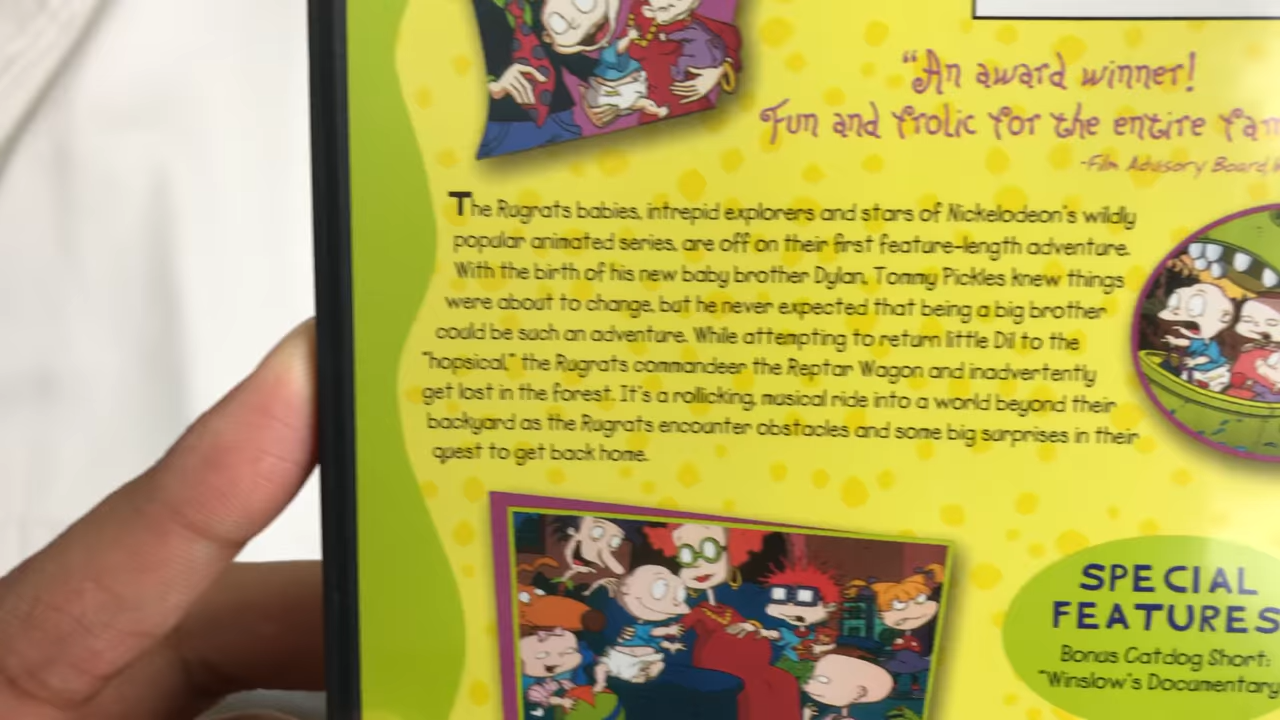 "An award winner!
Fun and frolic for the entire
-Film Advisory Board,
The Rugrats babies, intrepid explorers and stars of Nickelodeon's wildly
popular animated series, are off on their first feature-length adventure.
With the birth of his new baby brother Dylan, Tommy Pickles knew things
were about to change, but he never expected that being a big brother
could be such an adventure. While attempting to return little Dil to the
"hopsical," the Rugrats commandeer the Reptar Wagon and inadvertently
get lost in the forest. It's a rollicking, musical ride into a world beyond their
backyard as the Rugrats encounter obstacles and some big surprises in their
quest to get back home.
SPECIAL
FEATURES
Bonus Catdog Short:
"Winslow's Documentary